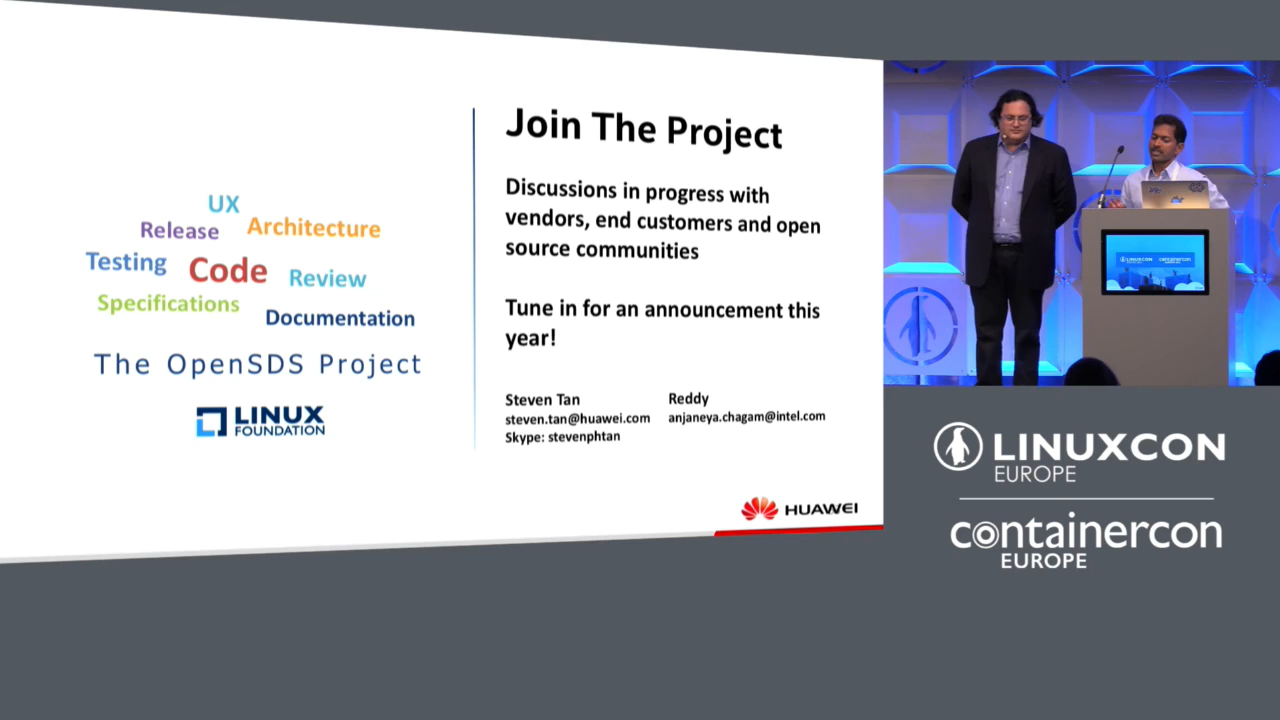 Join The Project
Discussions in progress with
vendors, end customers and open
source communities
Tune in for an announcement this
year!
Steven Tan
steven.tan@huawei.com
Skype: stevenphtan
Reddy
anjaneya.chagam@intel.com
HUAWEI
UX
Release Architecture
Testing Code Review
Specifications
Documentation
The OpenSDS Project
LINUX
FOUNDATION
LINUXCON
containercon
LINUXCON
EUROPE
containercon
EUROPE